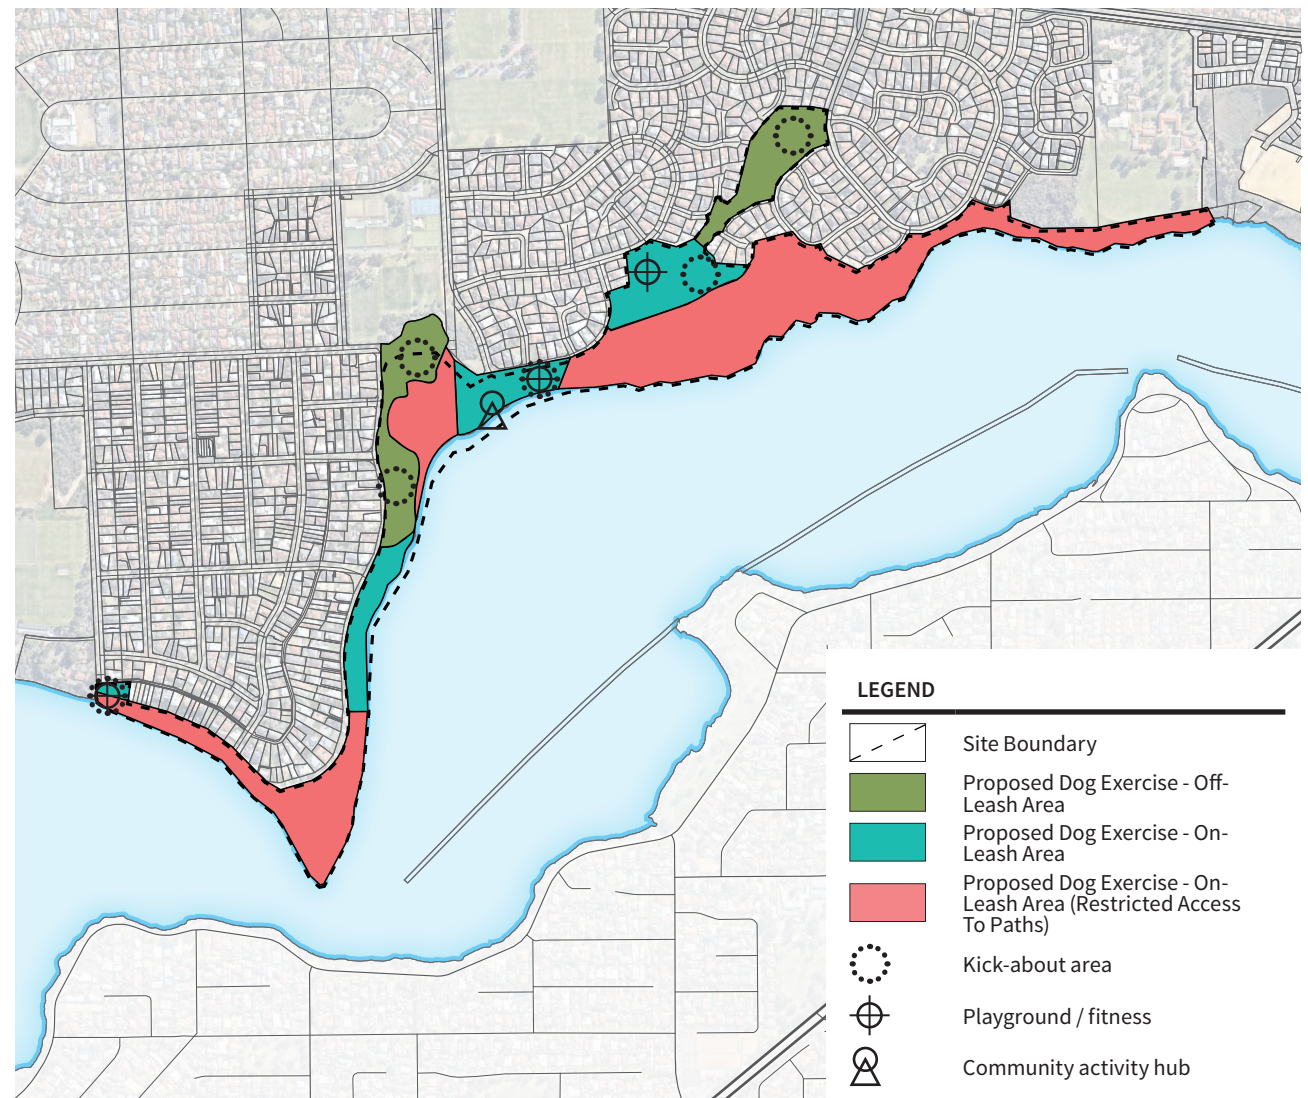 LEGEND
Site Boundary
Proposed Dog Exercise - Off-
Leash Area
Proposed Dog Exercise - On-
Leash Area
Proposed Dog Exercise - On-
Leash Area (Restricted Access
To Paths)
Kick-about area
Playground / fitness
Community activity hub